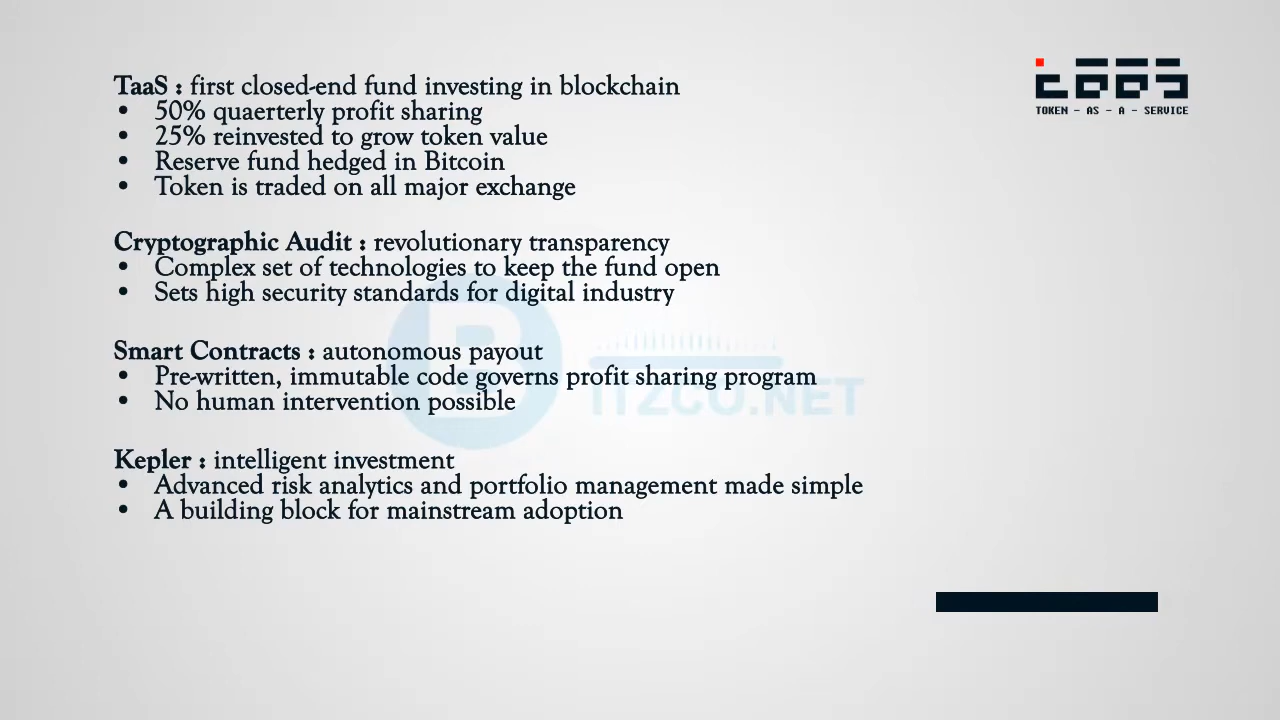 TaaS : first closed-end fund investing in blockchain
• 50% quaerterly profit sharing
• 25% reinvested to grow token value
• Reserve fund hedged in Bitcoin
• Token is traded on all major exchange
Cryptographic Audit : revolutionary transparency
• Complex set of technologies to keep the fund open
• Sets high security standards for digital industry
Smart Contracts : autonomous payout
• Pre-written, immutable code governs profit sharing program
• No human intervention possible
Kepler : intelligent investment
• Advanced risk analytics and portfolio management made simple
• A building block for mainstream adoption
taas
TOKEN - AS - A - SERVICE
B ITZCU.NET